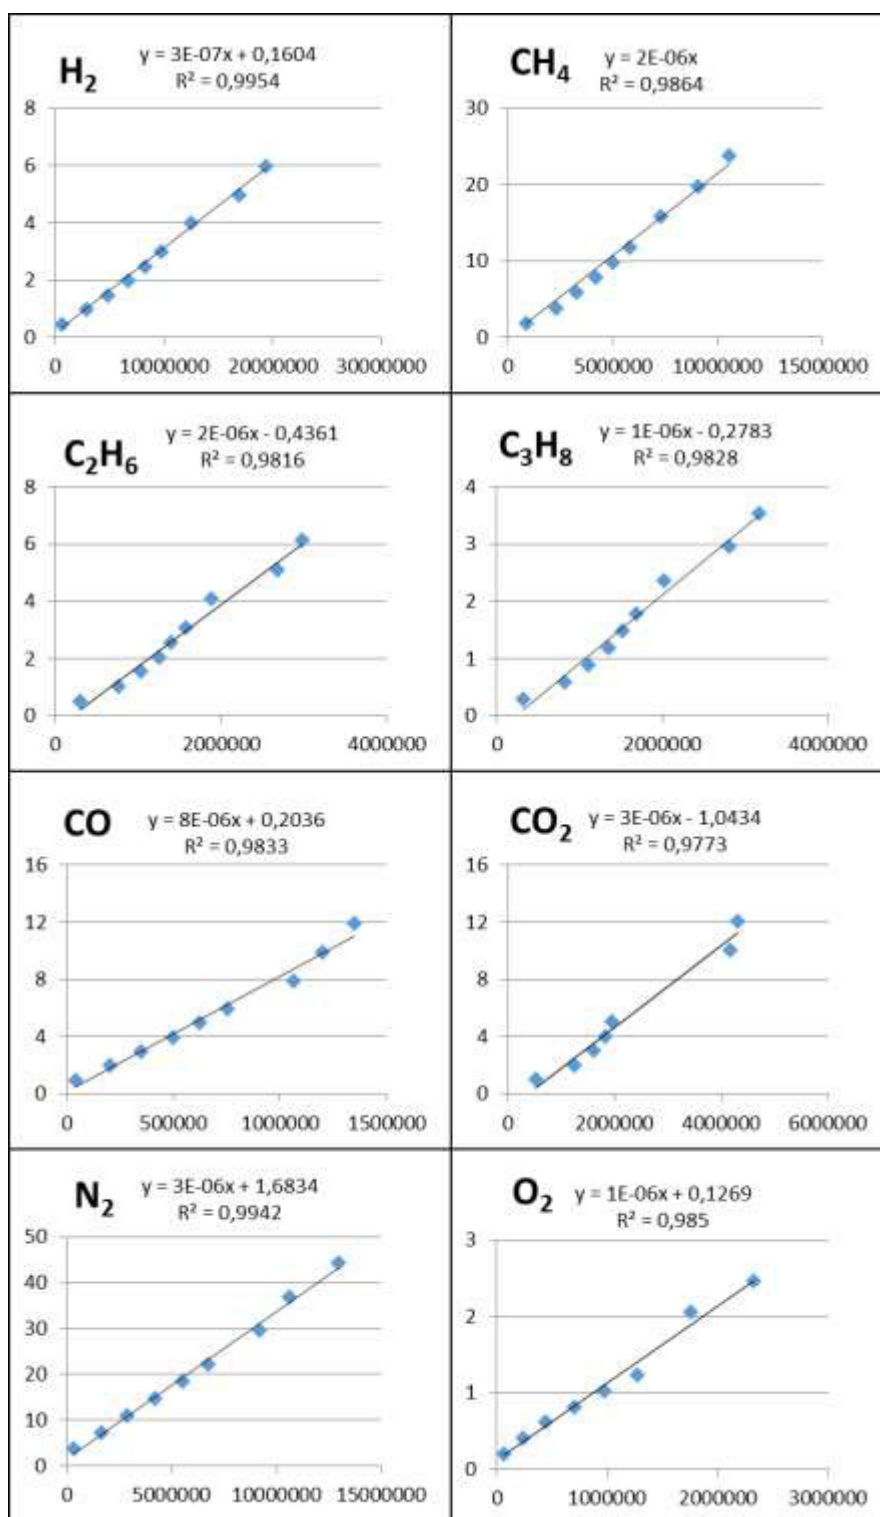 H₂
y = 3E-07x + 0,1604
R² = 0,9954
8
6
4
2
0
0 10000000 20000000 30000000
CH₄
y = 2E-06x
R² = 0,9864
30
20
10
0
0 5000000 10000000 15000000
C₂H₆
y = 2E-06x - 0,4361
R² = 0,9816
8
6
4
2
0
0 2000000 4000000
C₃H₈
y = 1E-06x - 0,2783
R² = 0,9828
4
3
2
1
0
0 2000000 4000000
CO
y = 8E-06x + 0,2036
R² = 0,9833
16
12
8
4
0
0 500000 1000000 1500000
CO₂
y = 3E-06x - 1,0434
R² = 0,9773
16
12
8
4
0
0 2000000 4000000 6000000
N₂
y = 3E-06x + 1,6834
R² = 0,9942
50
40
30
20
10
0
0 5000000 10000000 15000000
O₂
y = 1E-06x + 0,1269
R² = 0,985
3
2
1
0
0 1000000 2000000 3000000